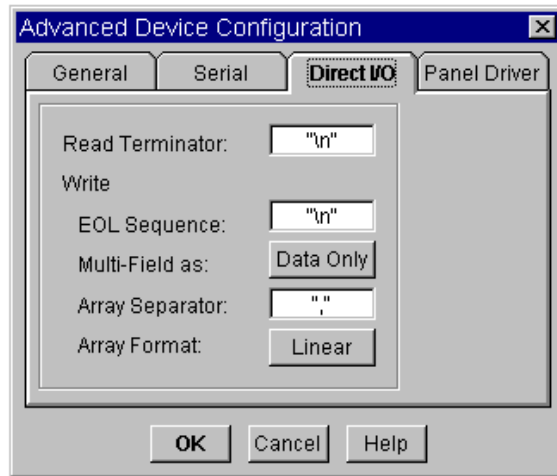 Advanced Device Configuration
General Serial Direct I/O Panel Driver
Read Terminator: "\n"
Write
EOL Sequence: "\n"
Multi-Field as: Data Only
Array Separator: ","
Array Format: Linear
OK Cancel Help